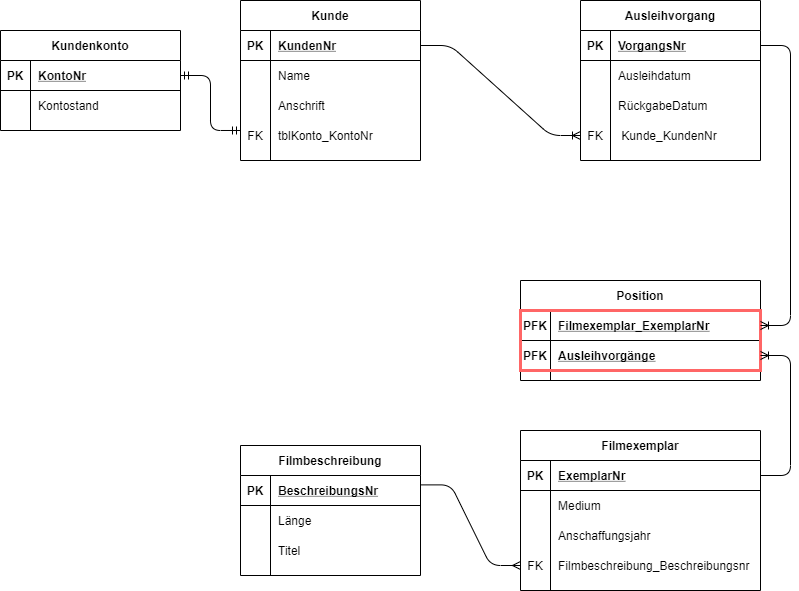 Kundenkonto
PK KontoNr
Kontostand
Kunde
PK KundenNr
Name
Anschrift
FK tblKonto_KontoNr
Ausleihvorgang
PK VorgangsNr
Ausleihdatum
RückgabeDatum
FK Kunde_KundenNr
Position
PFK Filmexemplar_ExemplarNr
PFK Ausleihvorgänge
Filmbeschreibung
PK BeschreibungsNr
Länge
Titel
Filmexemplar
PK ExemplarNr
Medium
Anschaffungsjahr
FK Filmbeschreibung_Beschreibungsnr